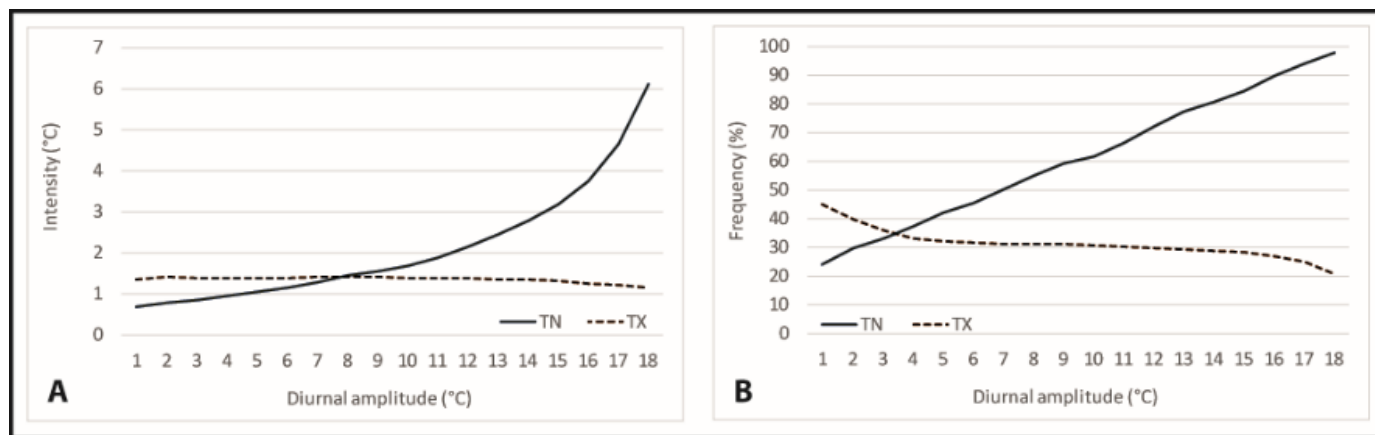 7
6
5
4
3
2
1
0
Intensity (°C)
TN TX
1 2 3 4 5 6 7 8 9 10 11 12 13 14 15 16 17 18
Diurnal amplitude (°C)
A
100
90
80
70
60
50
40
30
20
10
0
Frequency (%)
TN TX
1 2 3 4 5 6 7 8 9 10 11 12 13 14 15 16 17 18
Diurnal amplitude (°C)
B